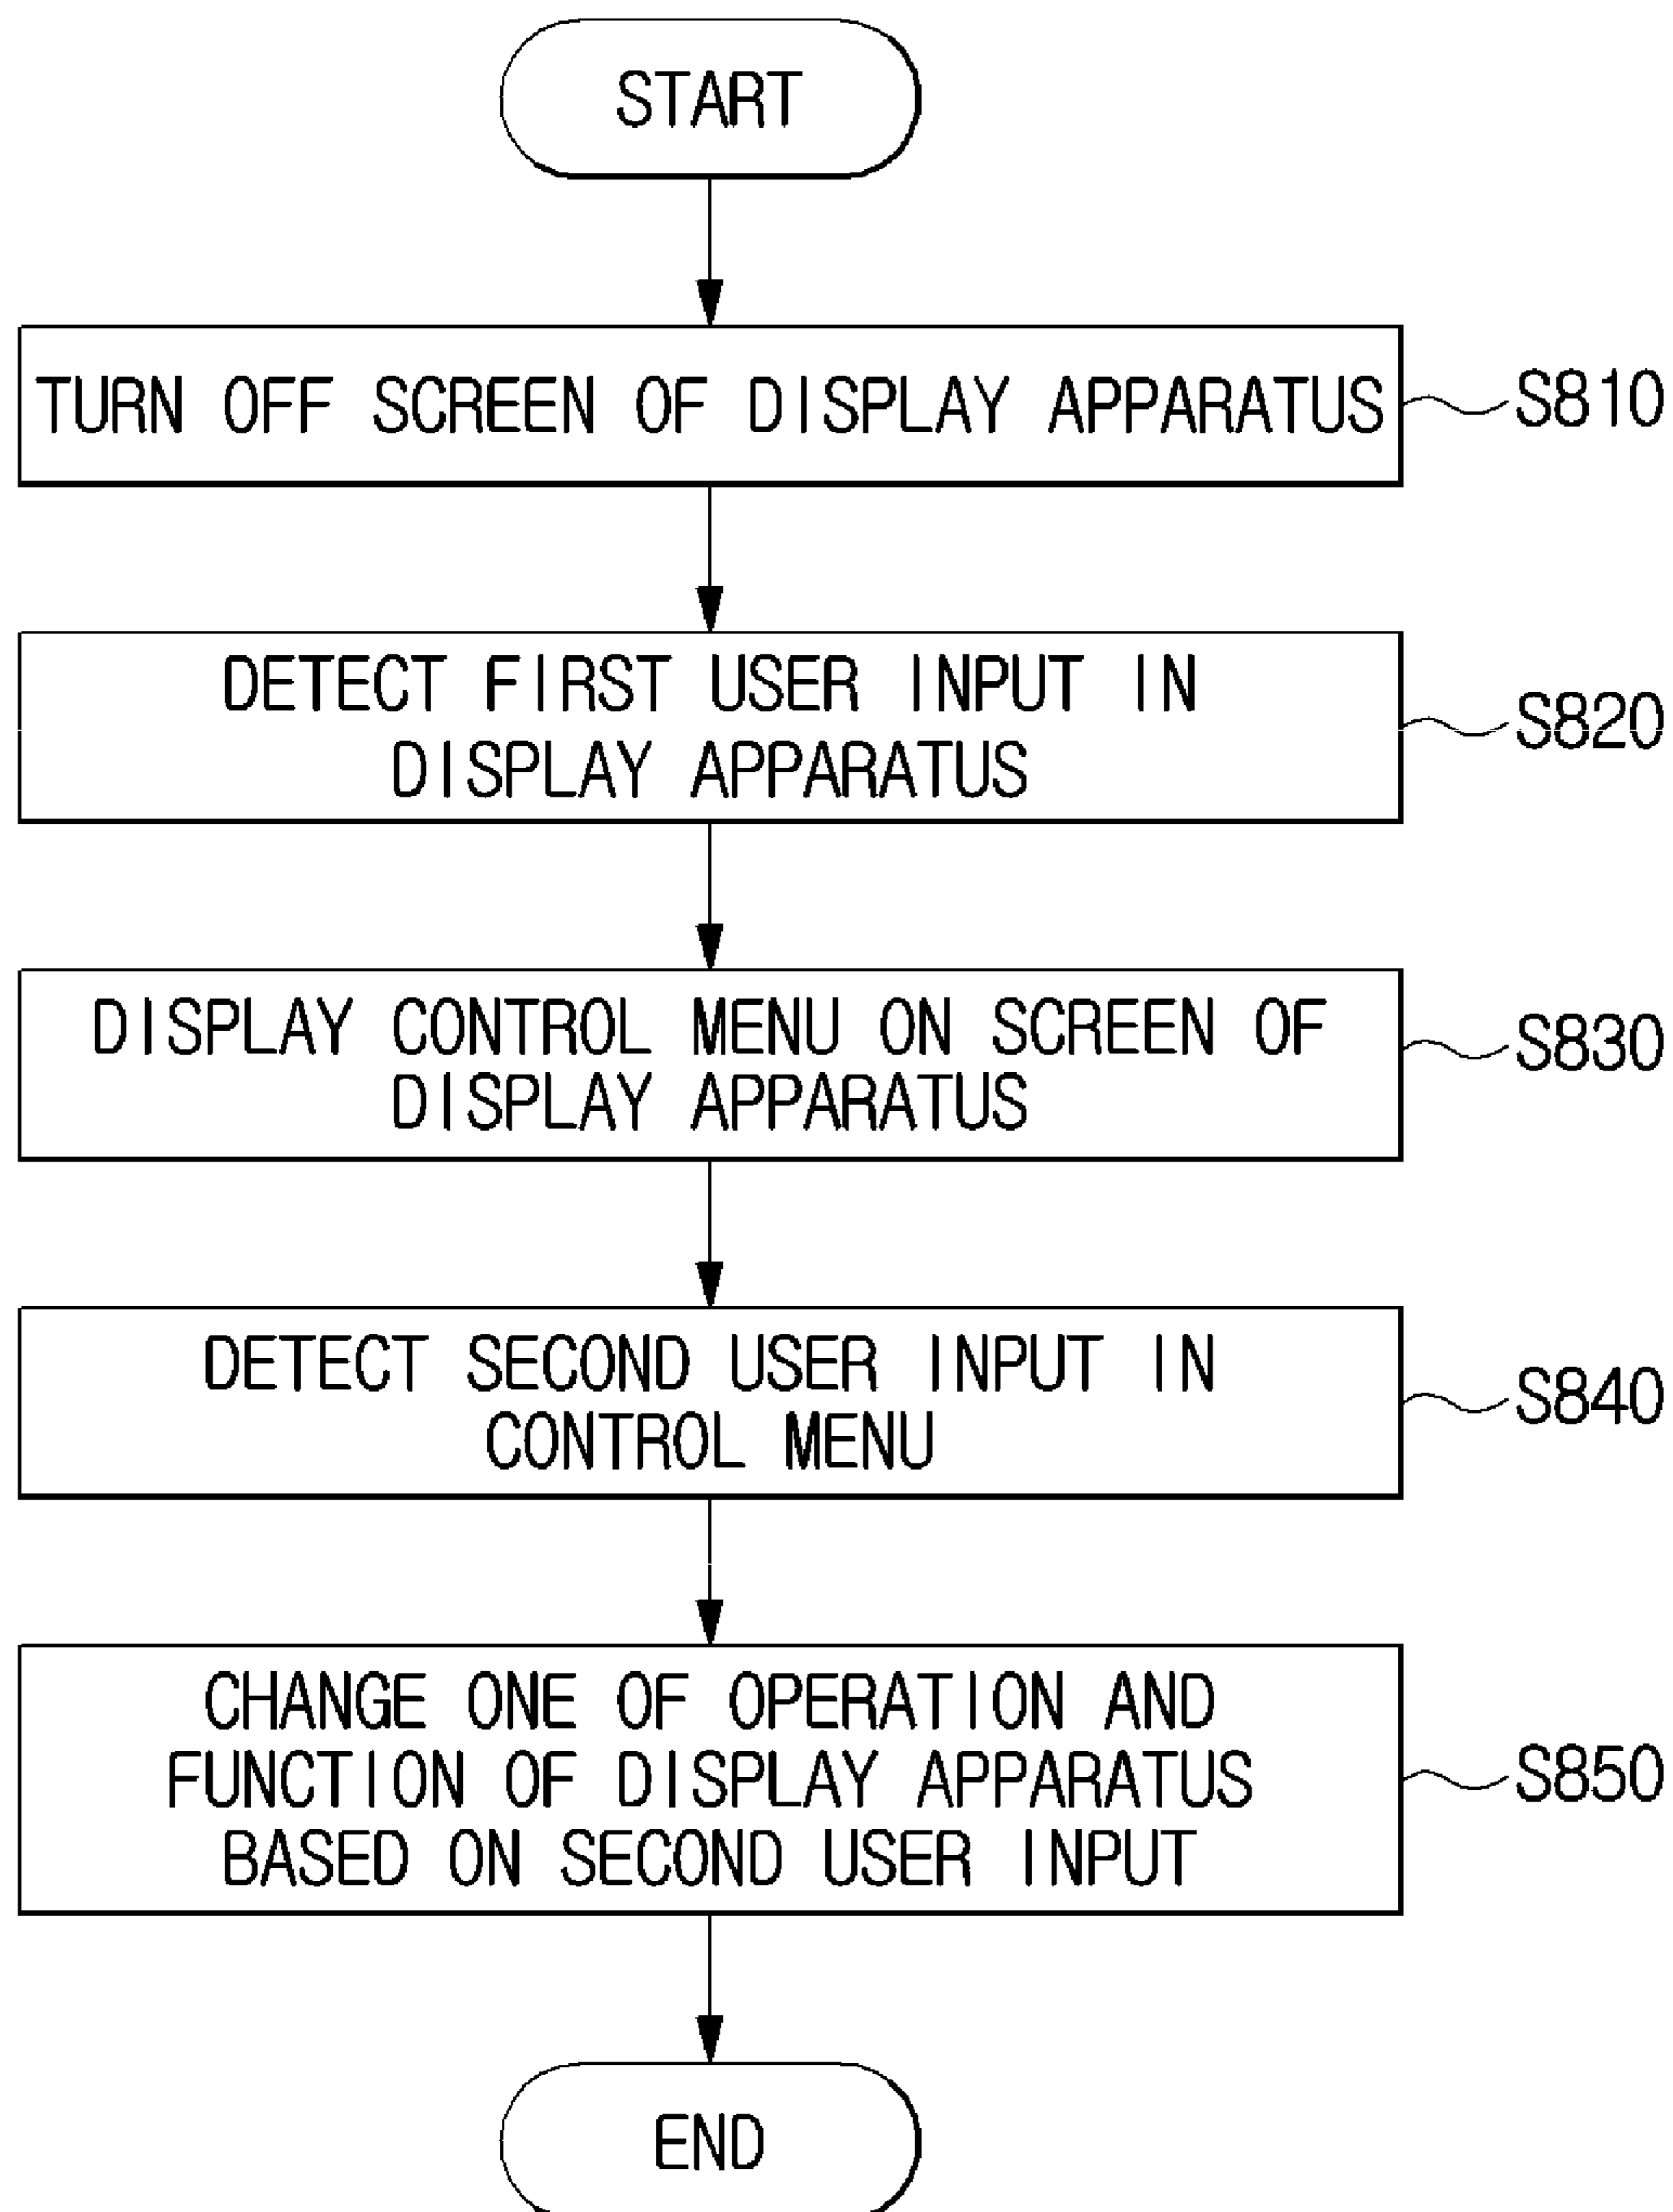 START
TURN OFF SCREEN OF DISPLAY APPARATUS
S810
DETECT FIRST USER INPUT IN
DISPLAY APPARATUS
S820
DISPLAY CONTROL MENU ON SCREEN OF
DISPLAY APPARATUS
S830
DETECT SECOND USER INPUT IN
CONTROL MENU
S840
CHANGE ONE OF OPERATION AND
FUNCTION OF DISPLAY APPARATUS
BASED ON SECOND USER INPUT
S850
END